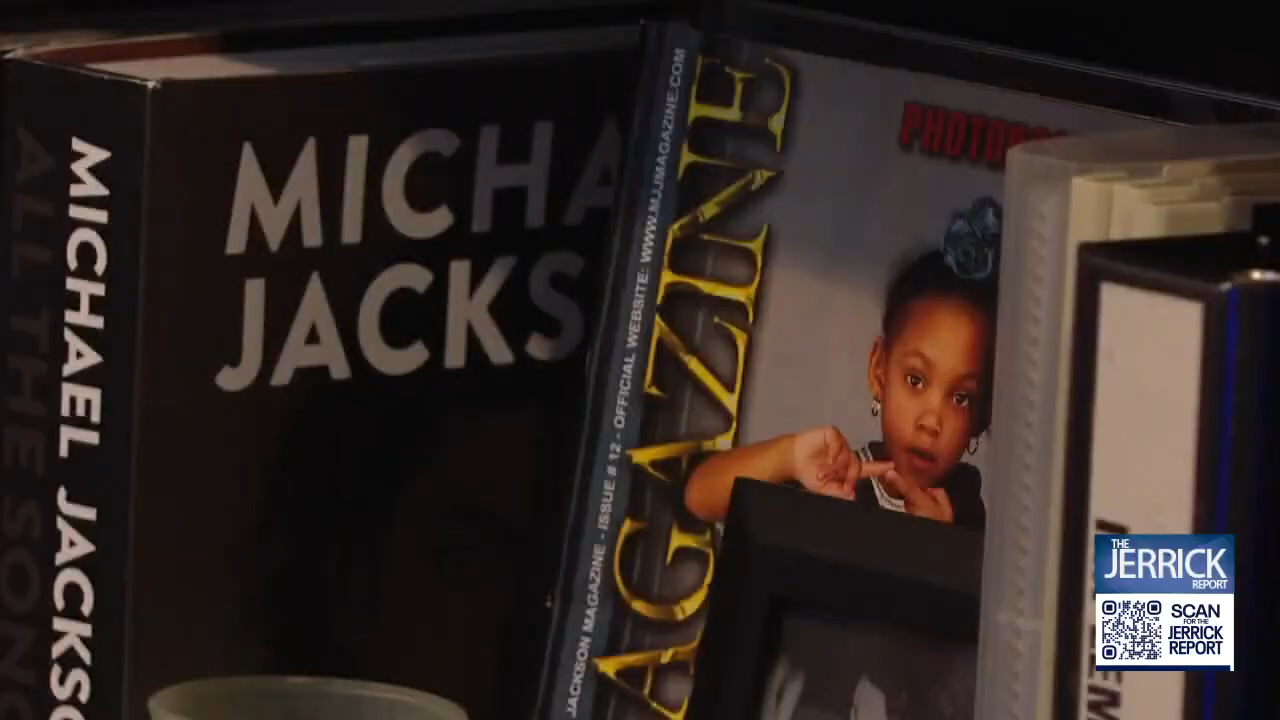 ALL THE SONG
MICHAEL JACKSO
MICHA
JACKS
JACKSON MAGAZINE - ISSUE # 12 - OFFICIAL WEBSITE: WWW.MJJMAGAZINE.COM
AGAZINE
THE
JERRICK
REPORT
SCAN
FOR THE
JERRICK
REPORT